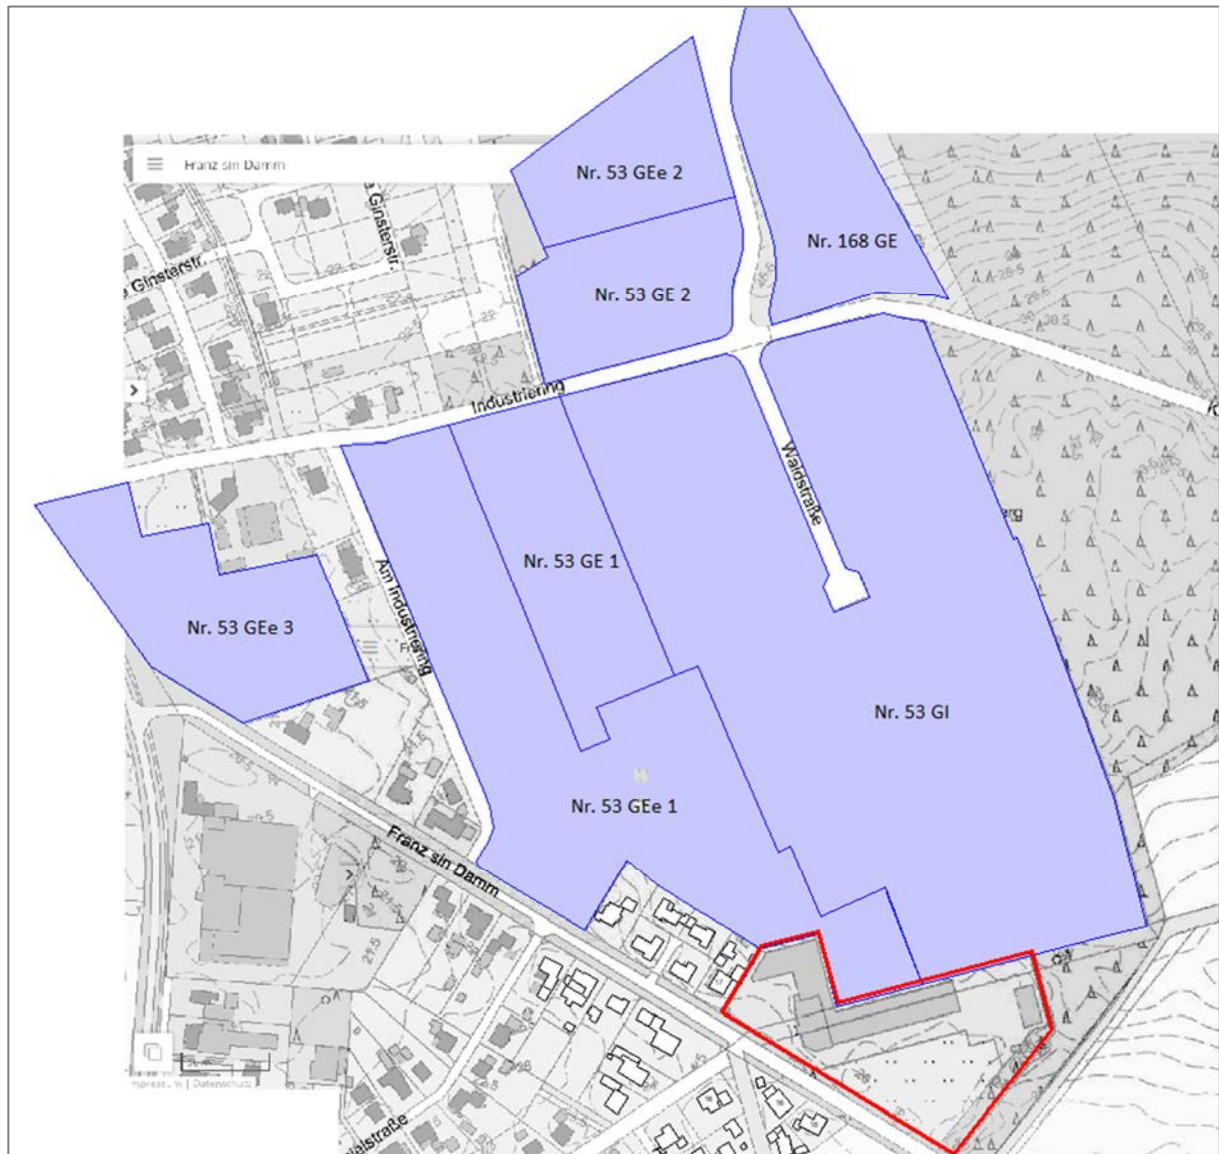 Franz sin Damm
Nr. 53 GEe 2
Ginsterstr.
Nr. 168 GE
Ginsterstr.
Nr. 53 GE 2
Industriering
Waldstraße
Nr. 53 GE 1
Am Industriering
Nr. 53 GEe 3
Nr. 53 GI
Nr. 53 GEe 1
Franz sin Damm
Impressum | Datenschutz